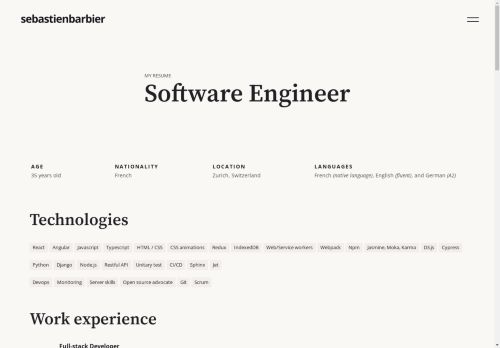 sebastienbarbier
MY RESUME
Software Engineer
AGE NATIONALITY LOCATION LANGUAGES
35 years old French Zurich, Switzerland French (native language), English (fluent), and German (A2)
Technologies
React Angular Javascript Typescript HTML / CSS CSS animations Redux IndexedDB Web/Service workers Webpack Npm Jasmine, Moka, Karma D3.js Cypress
Python Django Node.js Restful API Unitary test CI/CD Sphinx Jet
Devops Monitoring Server skills Open source advocate Git Scrum
Work experience
Full-stack Developer